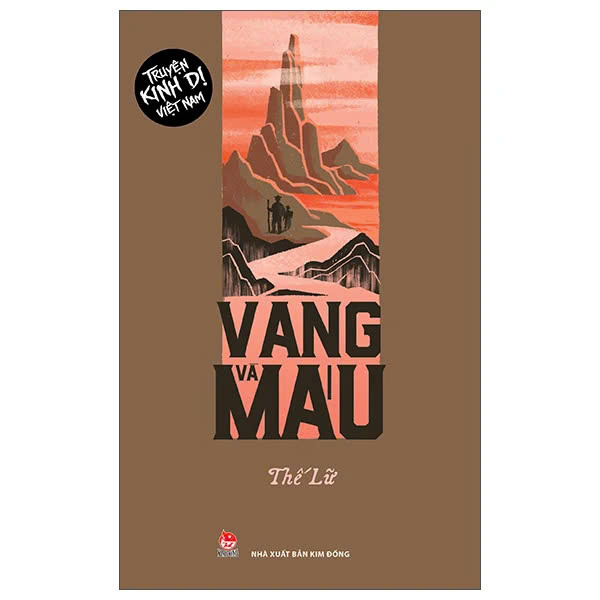 TRUYỆN
KINH DỊ
VIỆT NAM
VÀNG
VÀ
MÁU
Thế Lữ
NHÀ XUẤT BẢN KIM ĐỒNG